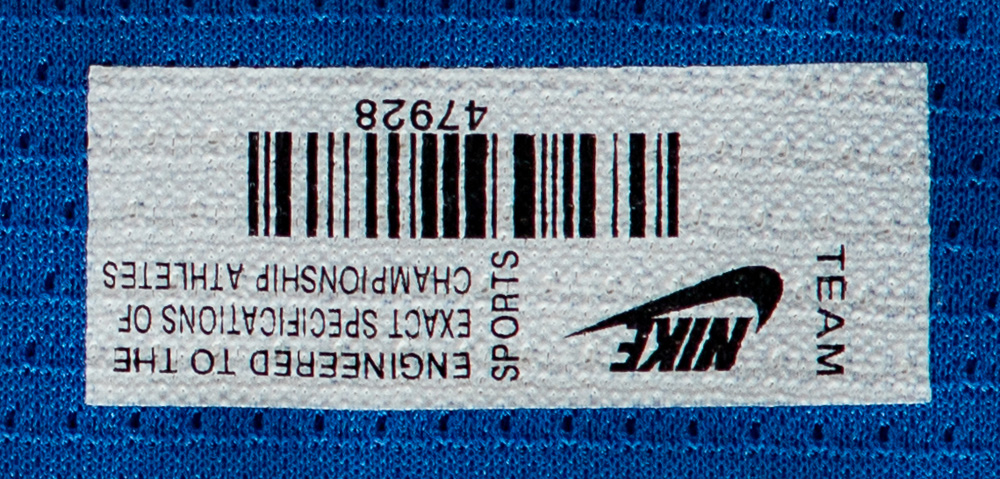 TEAM
NIKE
SPORTS
ENGINEERED TO THE
EXACT SPECIFICATIONS OF
CHAMPIONSHIP ATHLETES
47928